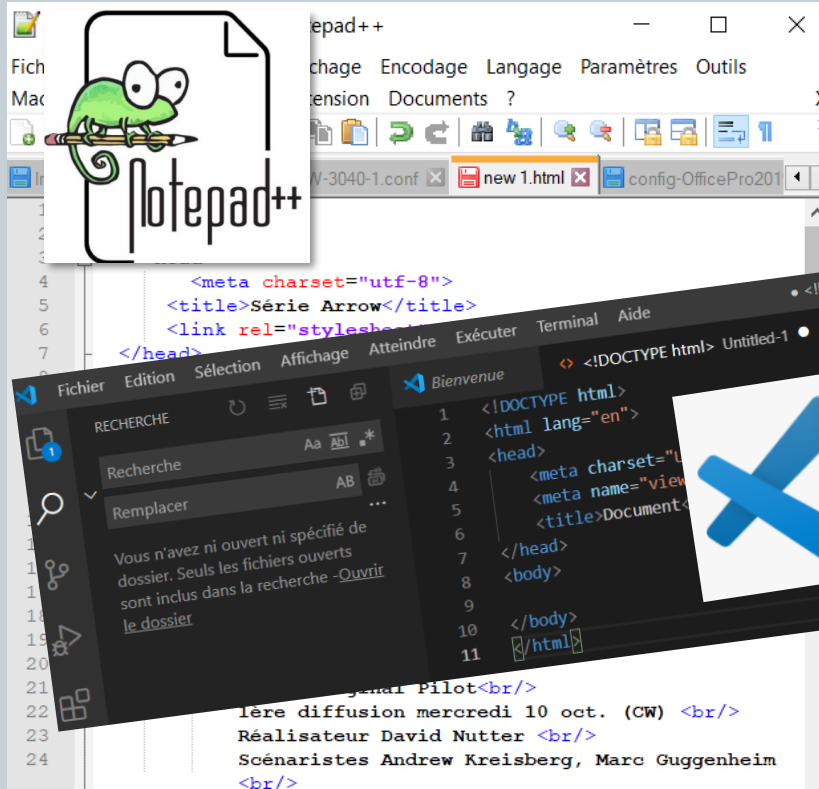 epad++
Fich
chage Encodage Langage Paramètres Outils
Mac
tension Documents ?
Notepad++
W-3040-1.conf
new 1.html
config-OfficePro201
4 <meta charset="utf-8">
5 <title>Série Arrow</title>
6 <link rel="stylesheet"
7 </head>
Fichier Edition Sélection Affichage Atteindre Exécuter Terminal Aide
RECHERCHE
Recherche
Aa Abl .*
Remplacer
AB
...
1
Vous n'avez ni ouvert ni spécifié de
dossier. Seuls les fichiers ouverts
sont inclus dans la recherche -Ouvrir
le dossier
Bienvenue
<> <!DOCTYPE html> Untitled-1 ●
1 <!DOCTYPE html>
2 <html lang="en">
3 <head>
4 <meta charset="U
5 <meta name="view
6 <title>Document<
7 </head>
8 <body>
9
10 </body>
11 </html>
19
20
21 Pilot<br/>
22 1ère diffusion mercredi 10 oct. (CW) <br/>
23 Réalisateur David Nutter <br/>
24 Scénaristes Andrew Kreisberg, Marc Guggenheim
<br/>